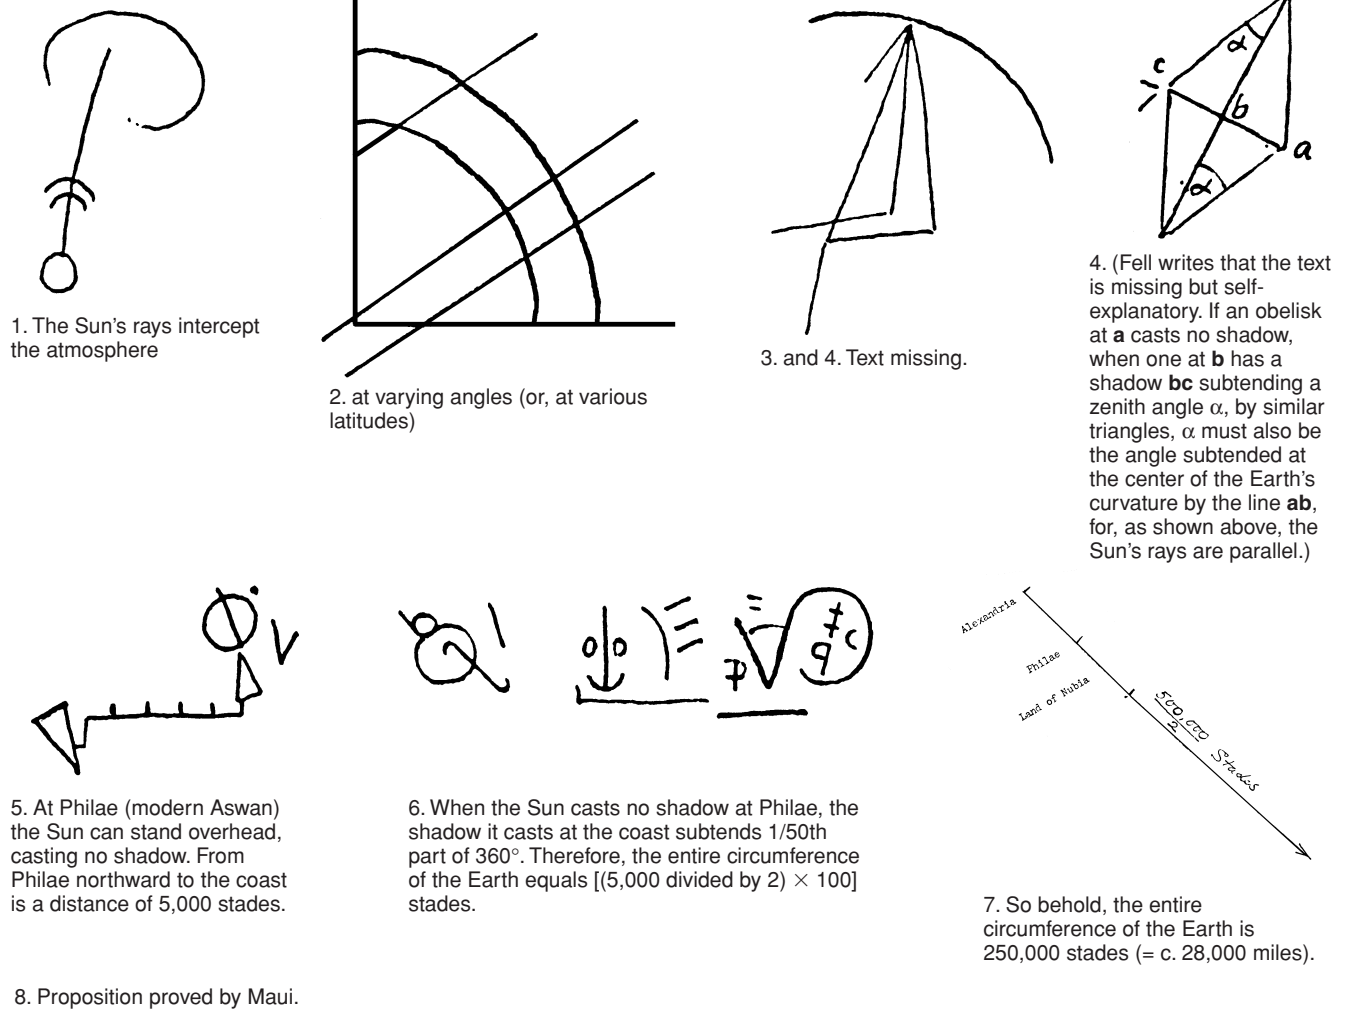 α
c
b
a
α
1. The Sun's rays intercept
the atmosphere
2. at varying angles (or, at various
latitudes)
3. and 4. Text missing.
4. (Fell writes that the text
is missing but self-
explanatory. If an obelisk
at a casts no shadow,
when one at b has a
shadow bc subtending a
zenith angle α, by similar
triangles, α must also be
the angle subtended at
the center of the Earth's
curvature by the line ab,
for, as shown above, the
Sun's rays are parallel.)
Alexandria
Philae
Land of Nubia
500,000
2
Stadis
5. At Philae (modern Aswan)
the Sun can stand overhead,
casting no shadow. From
Philae northward to the coast
is a distance of 5,000 stades.
6. When the Sun casts no shadow at Philae, the
shadow it casts at the coast subtends 1/50th
part of 360°. Therefore, the entire circumference
of the Earth equals [(5,000 divided by 2) × 100]
stades.
7. So behold, the entire
circumference of the Earth is
250,000 stades (= c. 28,000 miles).
8. Proposition proved by Maui.